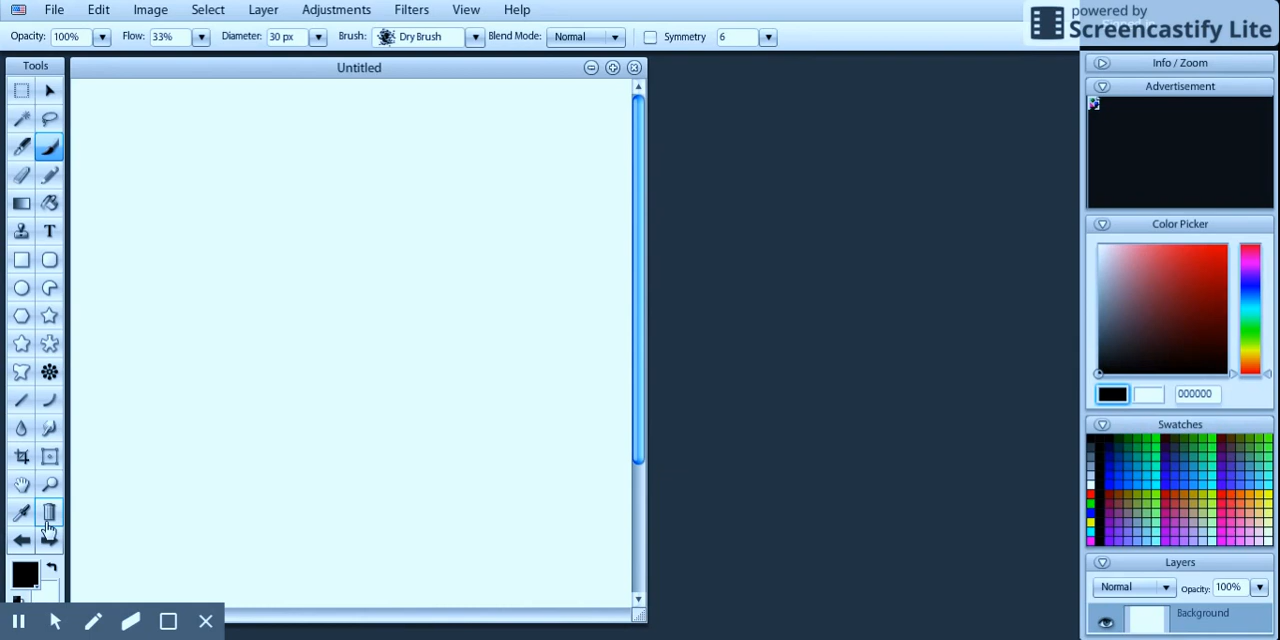 File Edit Image Select Layer Adjustments Filters View Help
powered by
Screencastify Lite
Opacity: 100% Flow: 33% Diameter: 30 px Brush: Dry Brush Blend Mode: Normal Symmetry 6
Tools
Untitled
Info / Zoom
Advertisement
T
Color Picker
000000
Swatches
Layers
Normal Opacity: 100%
Background